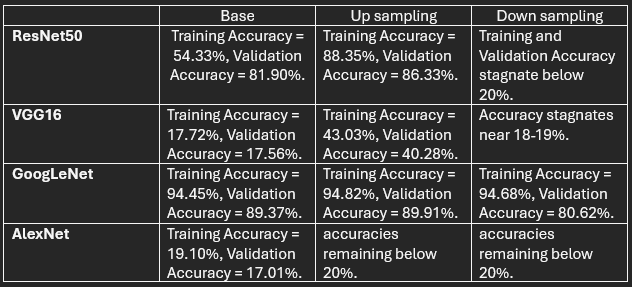 Base Up sampling Down sampling
ResNet50 Training Accuracy = Training Accuracy = Training and
54.33%, Validation 88.35%, Validation Validation Accuracy
Accuracy = 81.90%. Accuracy = 86.33%. stagnate below
20%.
VGG16 Training Accuracy = Training Accuracy = Accuracy stagnates
17.72%, Validation 43.03%, Validation near 18-19%.
Accuracy = 17.56%. Accuracy = 40.28%.
GoogLeNet Training Accuracy = Training Accuracy = Training Accuracy =
94.45%, Validation 94.82%, Validation 94.68%, Validation
Accuracy = 89.37%. Accuracy = 89.91%. Accuracy = 80.62%.
AlexNet Training Accuracy = accuracies accuracies
19.10%, Validation remaining below remaining below
Accuracy = 17.01%. 20%. 20%.